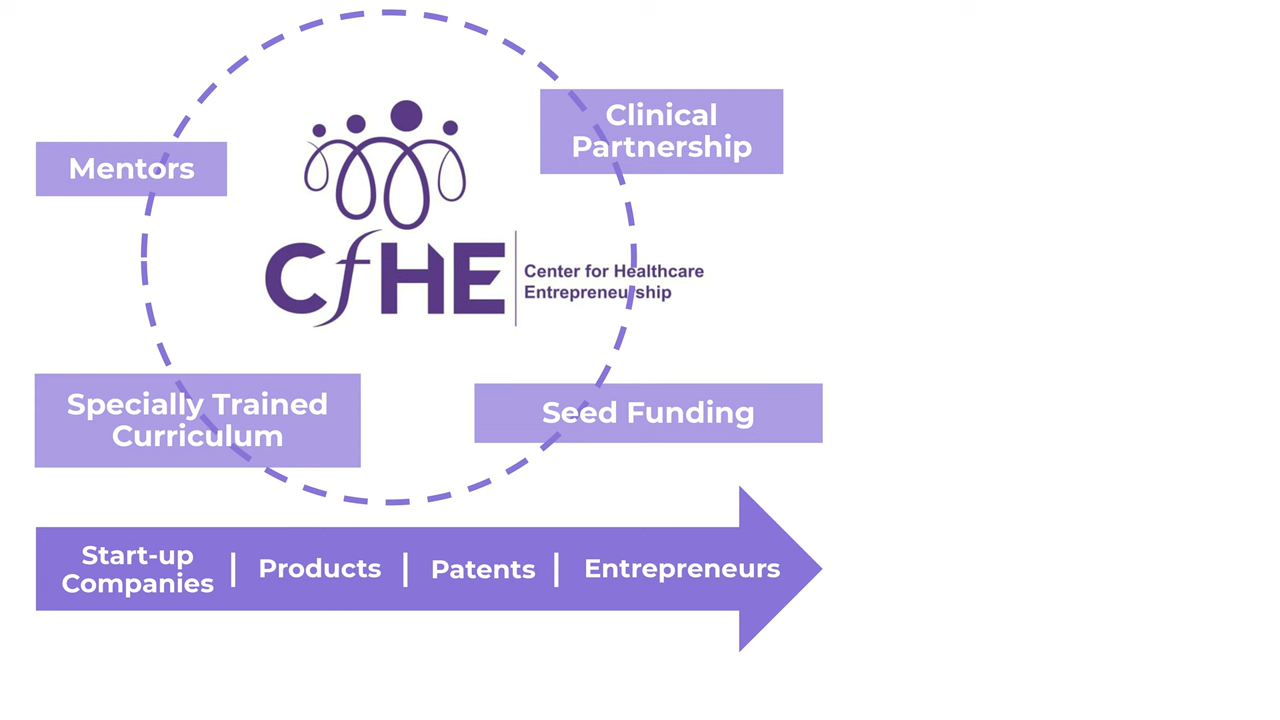 Clinical
Partnership
Mentors
CfHE
Center for Healthcare
Entrepreneurship
Specially Trained
Curriculum
Seed Funding
Start-up
Companies
Products
Patents
Entrepreneurs